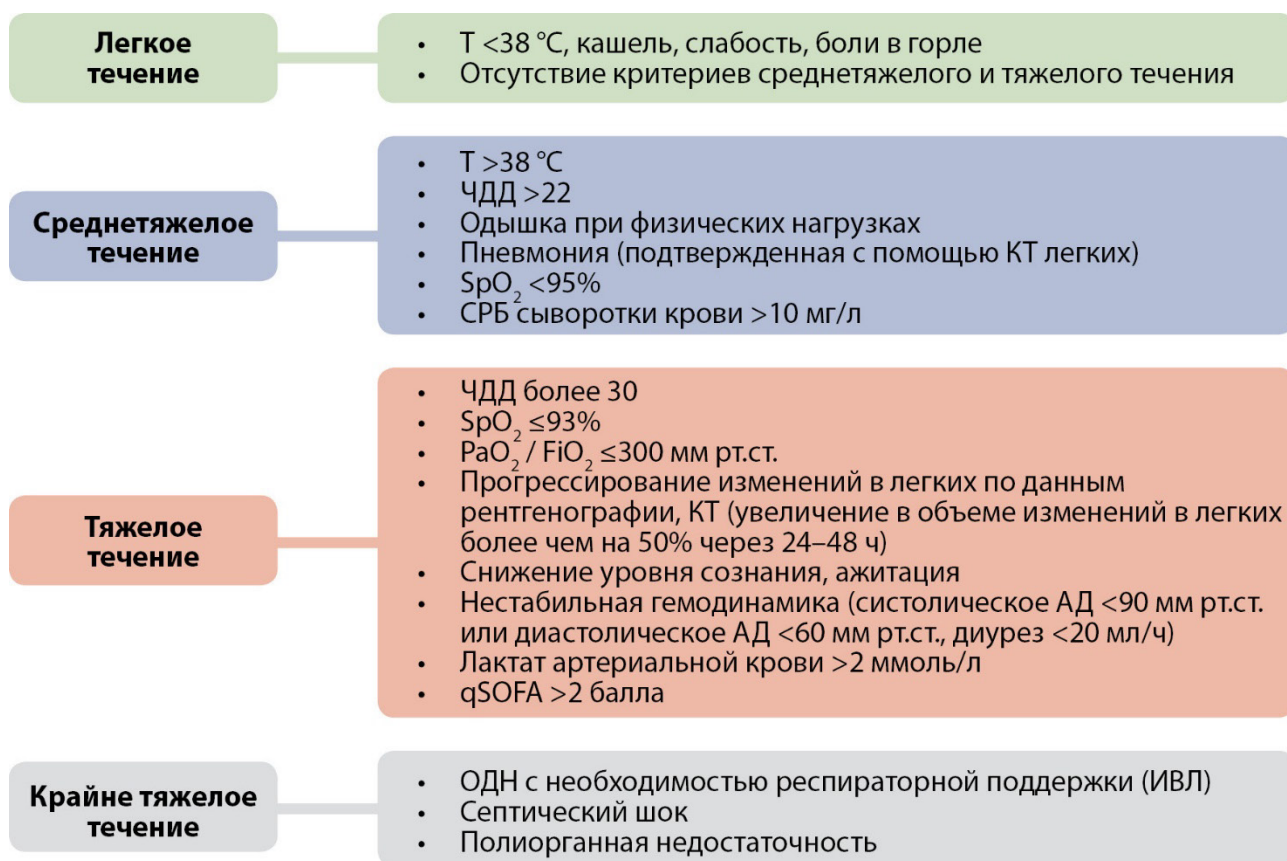 Легкое
течение
• T <38 °C, кашель, слабость, боли в горле
• Отсутствие критериев среднетяжелого и тяжелого течения
Среднетяжелое
течение
• T >38 °C
• ЧДД >22
• Одышка при физических нагрузках
• Пневмония (подтвержденная с помощью КТ легких)
• SpO₂ <95%
• СРБ сыворотки крови >10 мг/л
Тяжелое
течение
• ЧДД более 30
• SpO₂ ≤93%
• PaO₂ / FiO₂ ≤300 мм рт.ст.
• Прогрессирование изменений в легких по данным
рентгенографии, КТ (увеличение в объеме изменений в легких
более чем на 50% через 24–48 ч)
• Снижение уровня сознания, ажитация
• Нестабильная гемодинамика (систолическое АД <90 мм рт.ст.
или диастолическое АД <60 мм рт.ст., диурез <20 мл/ч)
• Лактат артериальной крови >2 ммоль/л
• qSOFA >2 балла
Крайне тяжелое
течение
• ОДН с необходимостью респираторной поддержки (ИВЛ)
• Септический шок
• Полиорганная недостаточность